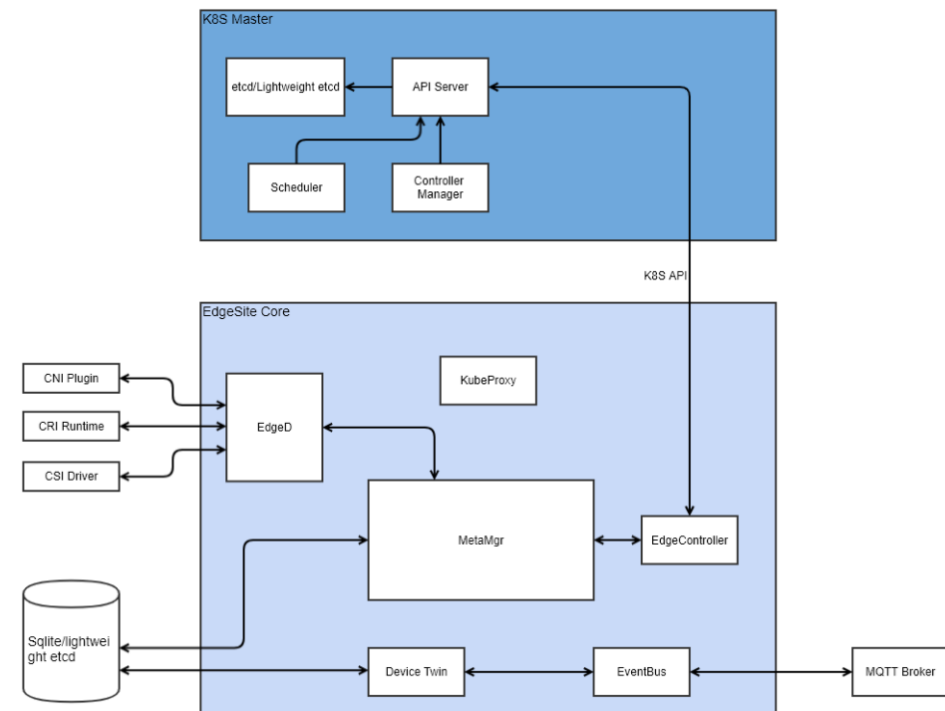 K8S Master
etcd/Lightweight etcd
API Server
Scheduler
Controller
Manager
K8S API
EdgeSite Core
CNI Plugin
KubeProxy
CRI Runtime
EdgeD
CSI Driver
MetaMgr
EdgeController
Sqlite/lightwei
ght etcd
Device Twin
EventBus
MQTT Broker